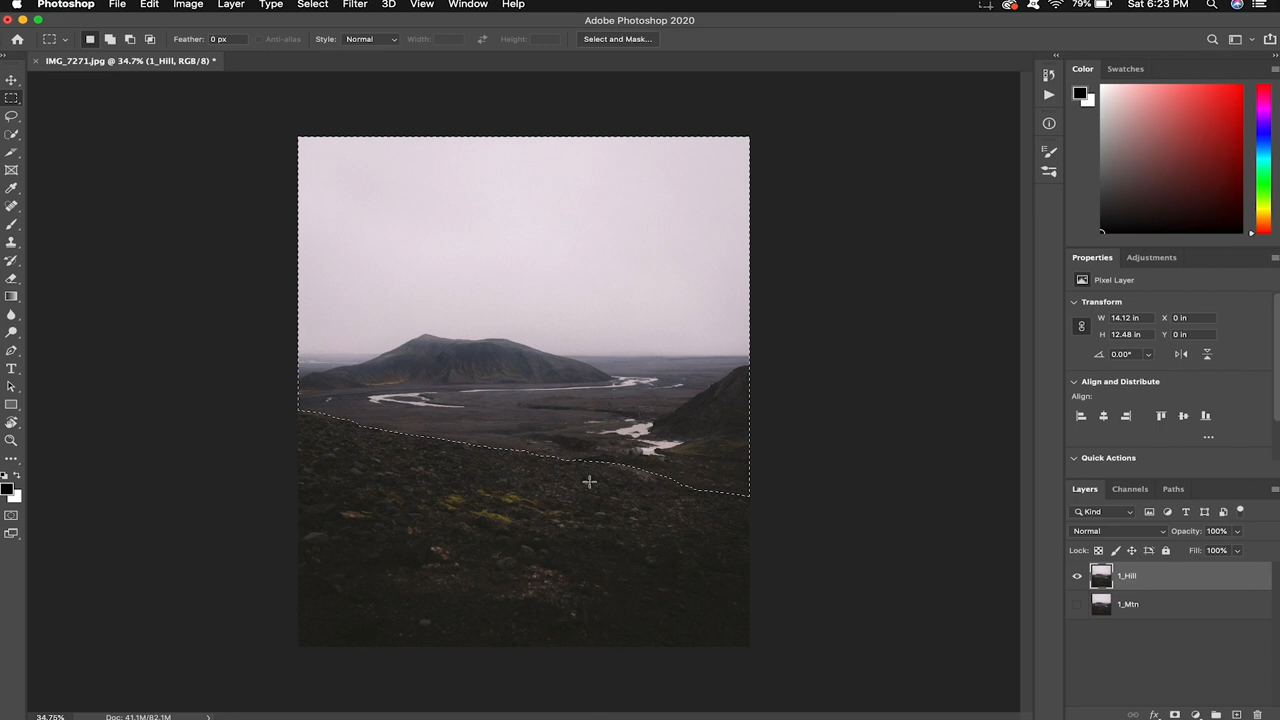 Photoshop File Edit Image Layer Type Select Filter 3D View Window Help 79% Sat 6:23 PM
Adobe Photoshop 2020
Feather: 0 px Anti-alias Style: Normal Width: Height: Select and Mask...
IMG_7271.jpg @ 34.7% (1_Hill, RGB/8) *
Color Swatches
Properties Adjustments
Pixel Layer
Transform
W 14.12 in X 0 in
H 12.48 in Y 0 in
0.00°
Align and Distribute
Align:
Quick Actions
Layers Channels Paths
Kind
Normal Opacity: 100%
Lock: Fill: 100%
1_Hill
1_Mtn
34.75% Doc: 41.1M/82.1M